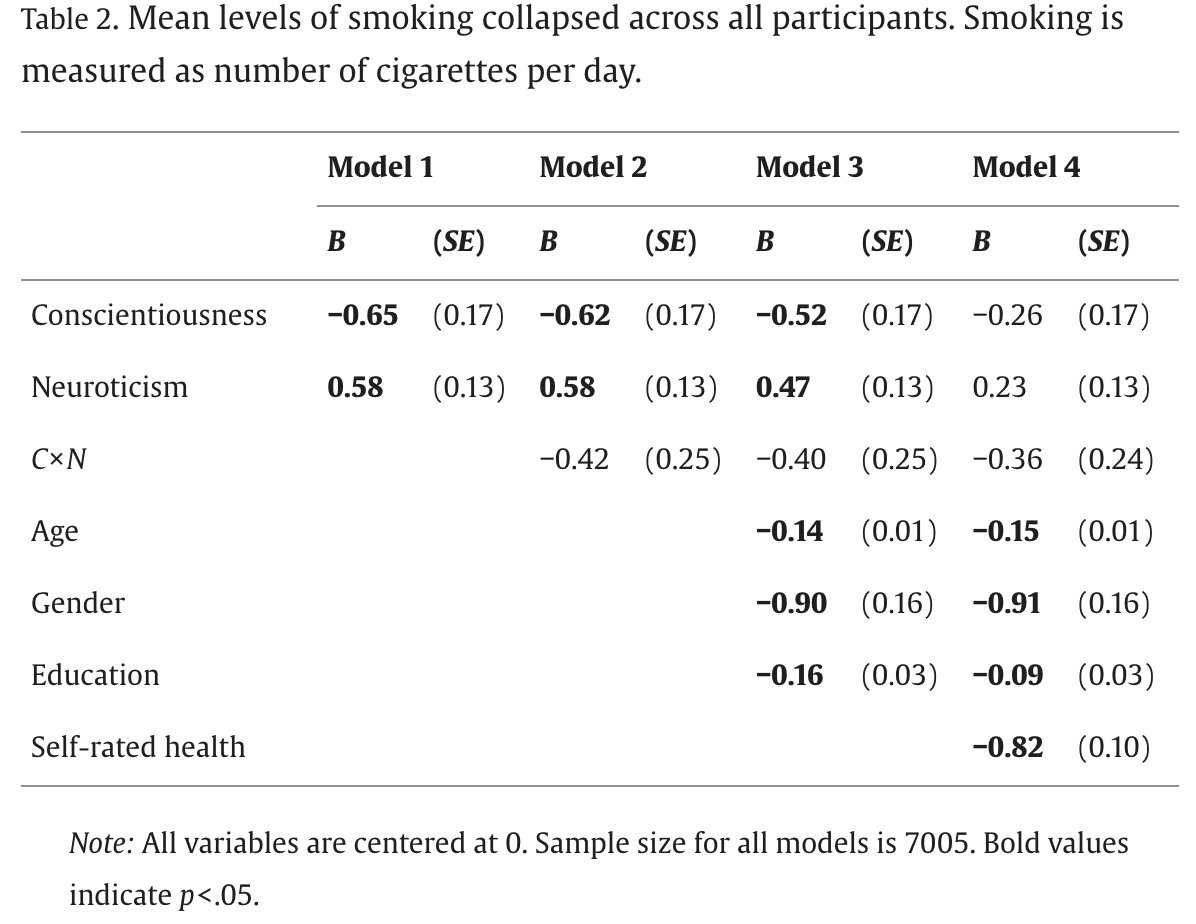 Table 2. Mean levels of smoking collapsed across all participants. Smoking is
measured as number of cigarettes per day.
Model 1 Model 2 Model 3 Model 4
B (SE) B (SE) B (SE) B (SE)
Conscientiousness −0.65 (0.17) −0.62 (0.17) −0.52 (0.17) −0.26 (0.17)
Neuroticism 0.58 (0.13) 0.58 (0.13) 0.47 (0.13) 0.23 (0.13)
C×N −0.42 (0.25) −0.40 (0.25) −0.36 (0.24)
Age −0.14 (0.01) −0.15 (0.01)
Gender −0.90 (0.16) −0.91 (0.16)
Education −0.16 (0.03) −0.09 (0.03)
Self-rated health −0.82 (0.10)
Note: All variables are centered at 0. Sample size for all models is 7005. Bold values
indicate p<.05.